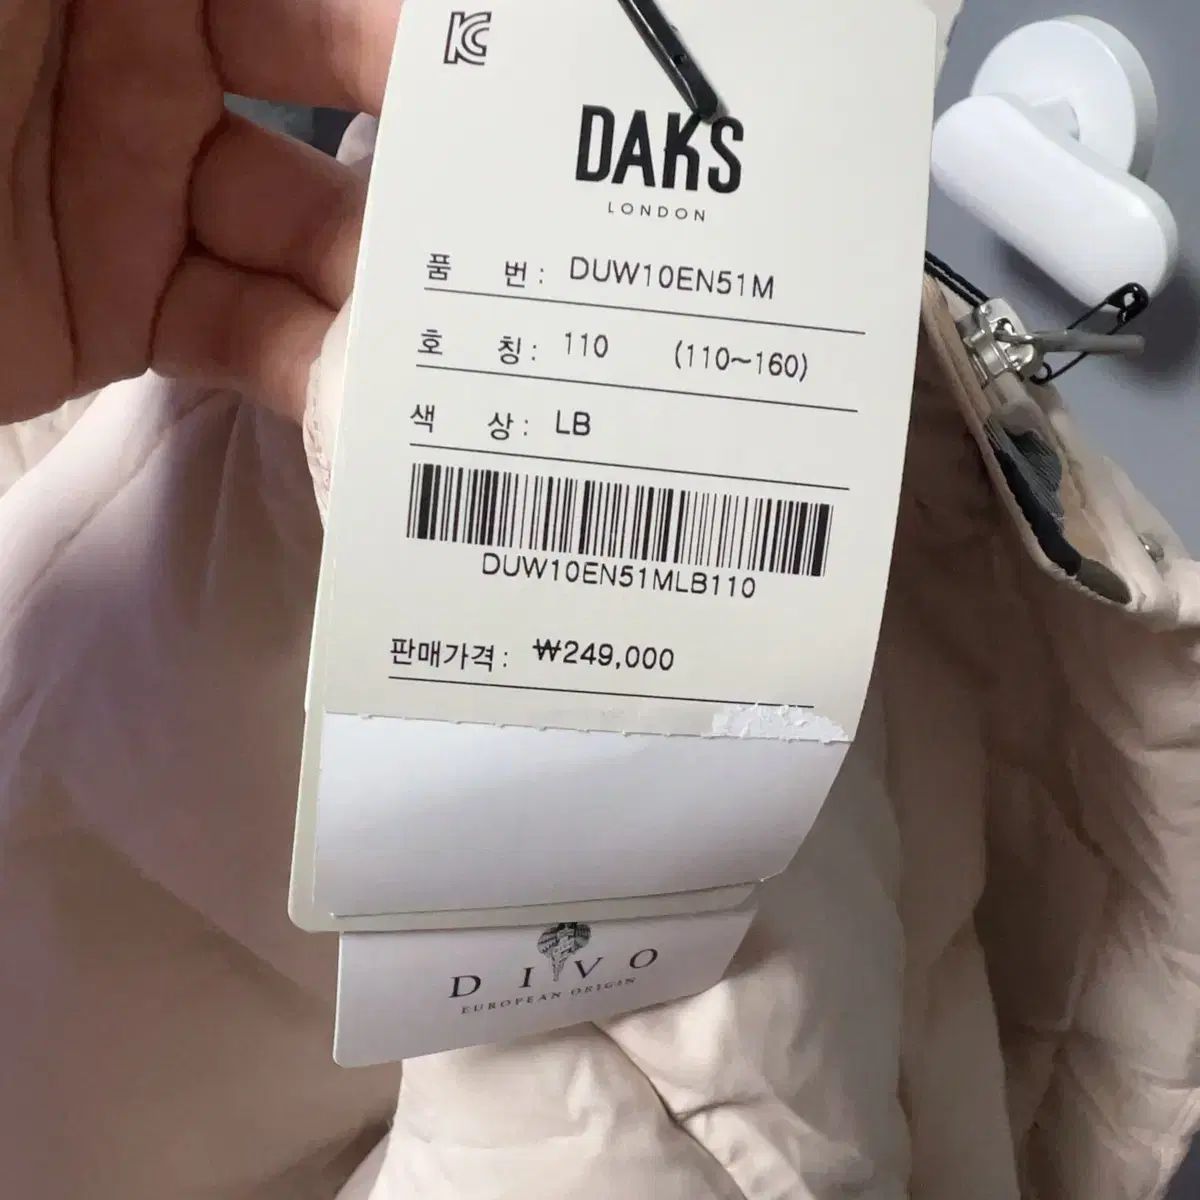 KC
DAKS
LONDON
품 번 : DUW10EN51M
호 칭 : 110 (110~160)
색 상 : LB
DUW10EN51MLB110
판매가격 : ₩249,000
DIVO
EUROPEAN ORIGIN